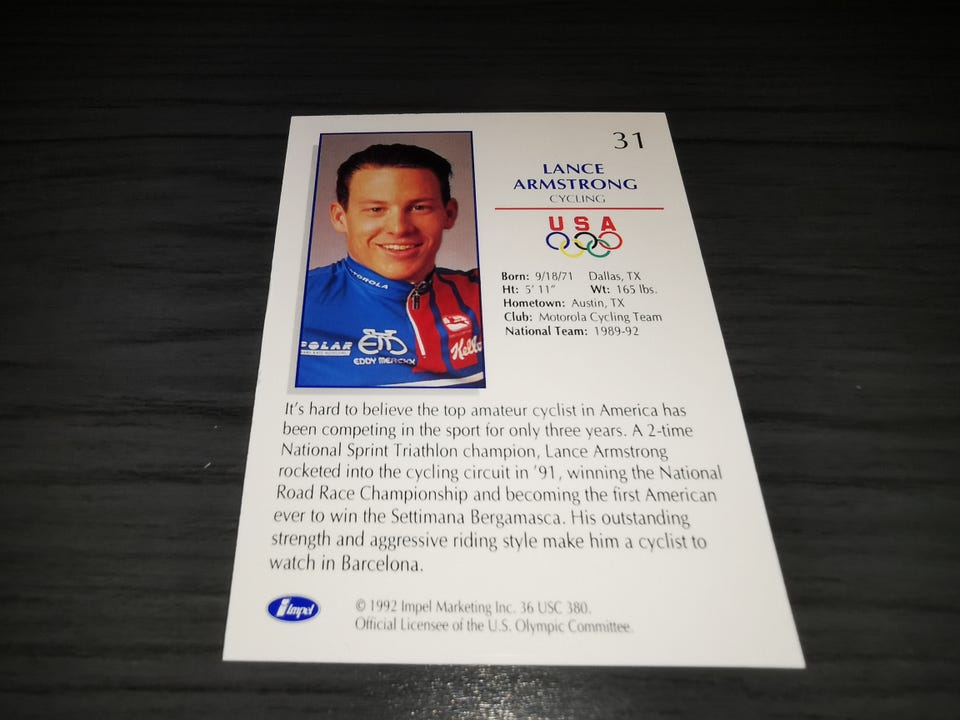 31
LANCE
ARMSTRONG
CYCLING
USA
Born: 9/18/71 Dallas, TX
Ht: 5' 11" Wt: 165 lbs.
Hometown: Austin, TX
Club: Motorola Cycling Team
National Team: 1989-92
MOTOROLA
POLAR
EDDY MERCKX
It's hard to believe the top amateur cyclist in America has
been competing in the sport for only three years. A 2-time
National Sprint Triathlon champion, Lance Armstrong
rocketed into the cycling circuit in '91, winning the National
Road Race Championship and becoming the first American
ever to win the Settimana Bergamasca. His outstanding
strength and aggressive riding style make him a cyclist to
watch in Barcelona.
Impel
© 1992 Impel Marketing Inc. 36 USC 380.
Official Licensee of the U.S. Olympic Committee.